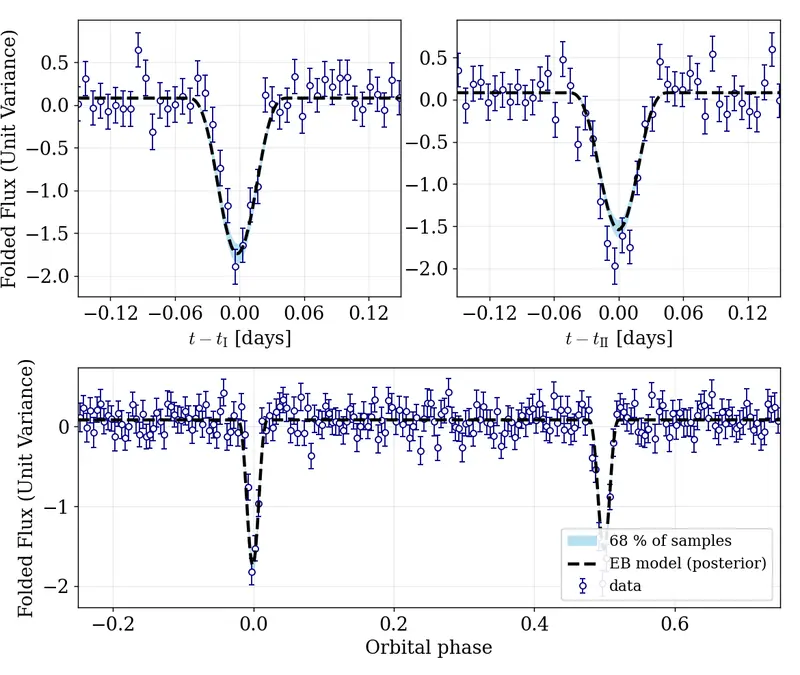 Folded Flux (Unit Variance)
0.5
0.0
−0.5
−1.0
−1.5
−2.0
−0.12 −0.06 0.00 0.06 0.12
t − tI [days]
0.5
0.0
−0.5
−1.0
−1.5
−2.0
−0.12 −0.06 0.00 0.06 0.12
t − tII [days]
Folded Flux (Unit Variance)
0
−1
−2
68 % of samples
EB model (posterior)
data
−0.2 0.0 0.2 0.4 0.6
Orbital phase